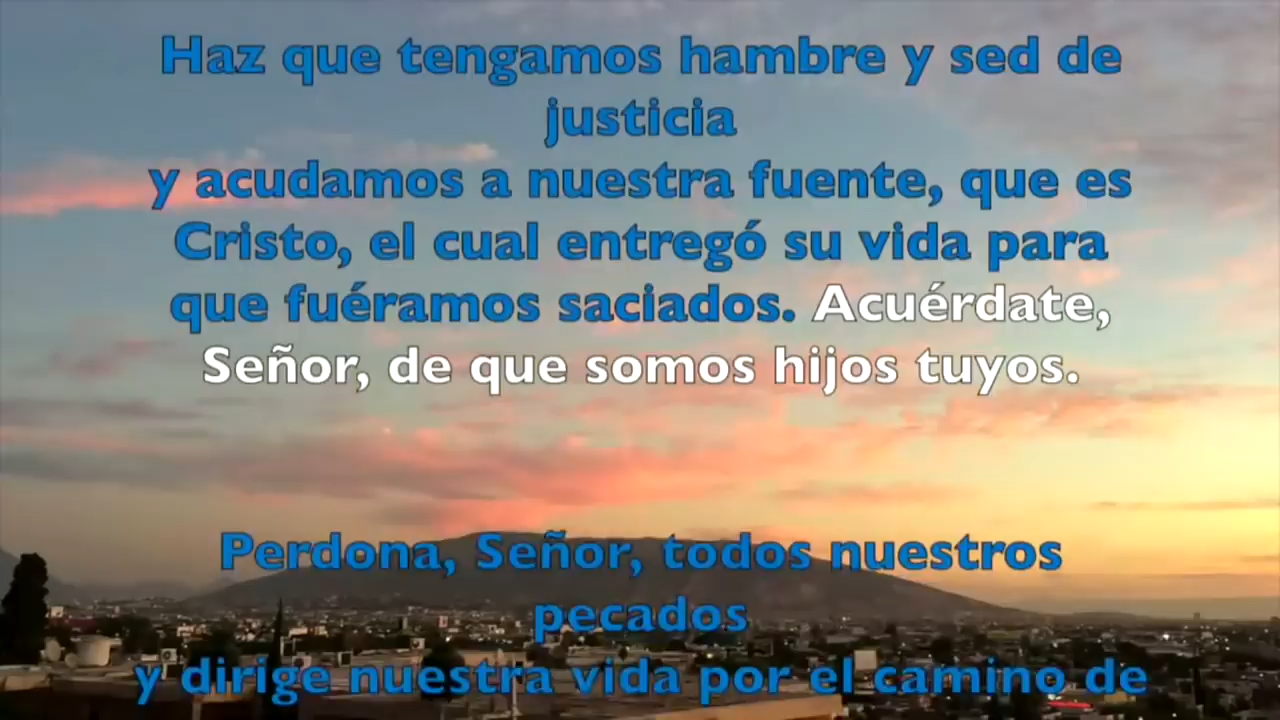 Haz que tengamos hambre y sed de
justicia
y acudamos a nuestra fuente, que es
Cristo, el cual entregó su vida para
que fuéramos saciados. Acuérdate,
Señor, de que somos hijos tuyos.
Perdona, Señor, todos nuestros
pecados
y dirige nuestra vida por el camino de